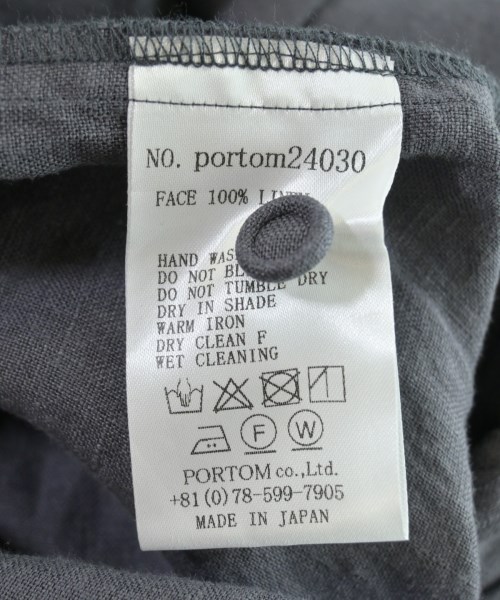 NO. portom24030
FACE 100%
HAND
DO NOT
DO NOT TUMBLE DRY
DRY IN SHADE
WARM IRON
DRY CLEAN F
WET CLEANING
F W
PORTOM co., Ltd.
+81(0)78-599-7905
MADE IN JAPAN